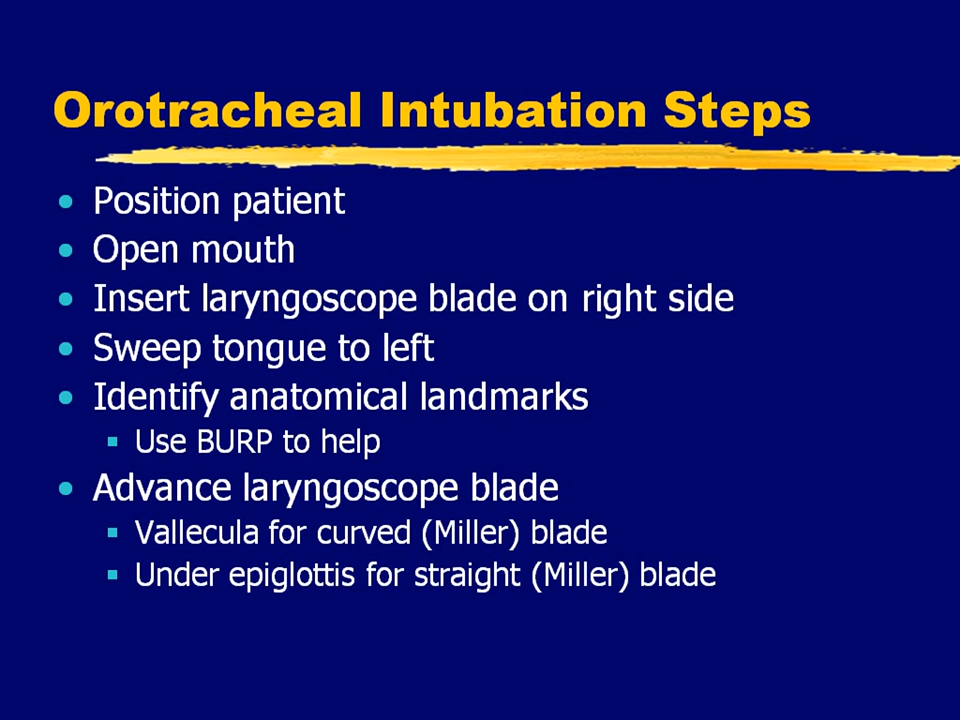 Orotracheal Intubation Steps
• Position patient
• Open mouth
• Insert laryngoscope blade on right side
• Sweep tongue to left
• Identify anatomical landmarks
▪ Use BURP to help
• Advance laryngoscope blade
▪ Vallecula for curved (Miller) blade
▪ Under epiglottis for straight (Miller) blade